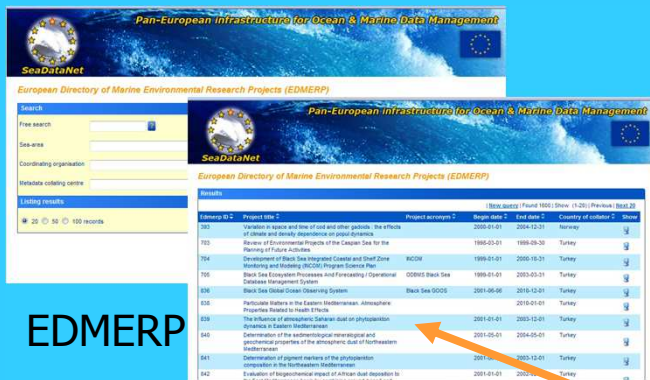 Pan-European infrastructure for Ocean & Marine Data Management
SeaDataNet
European Directory of Marine Environmental Research Projects (EDMERP)
Search
Free search
?
Sea-area
Coordinating organisation
Metadata collating centre
Listing results
20 50 100 records
EDMERP
Pan-European infrastructure for Ocean & Marine Data Management
SeaDataNet
European Directory of Marine Environmental Research Projects (EDMERP)
Results
| New query | Found 1600 | Show (1-20) | Previous | Next 20
Edmerp ID Project title Project acronym Begin date End date Country of collator Show
393 Variation in space and time of cod and other gadoids : the effects 2000-01-01 2004-12-31 Norway
of climate and density dependence on popul.dynamics.
703 Review of Environmental Projects of the Caspian Sea for the 1998-03-01 1998-09-30 Turkey
Planning of Future Activities.
704 Development of Black Sea Integrated Coastal and Shelf Zone INCOM 1999-01-01 2000-10-31 Turkey
Monitoring and Modeling (INCOM) Program Science Plan
705 Black Sea Ecosystem Processes And Forecasting / Operational ODBMS Black Sea 1999-01-01 2003-03-31 Turkey
Database Management System
836 Black Sea Global Ocean Observing System Black Sea GOOS 2001-06-06 2010-12-01 Turkey
838 Particulate Matters in the Eastern Mediterranean. Atmosphere 2010-01-01 Turkey
Properties Related to Health Effects
839 The Influence of atmospheric Saharan dust on phytoplankton 2001-01-01 2003-12-01 Turkey
dynamics in Eastern Mediterranean
840 Determination of the sedimentological mineralogical and 2001-05-01 2004-05-01 Turkey
geochemical properties of the atmospheric dust of Northeastern
Mediterranean
841 Determination of pigment markers of the phytoplankton 2003-12-01 Turkey
composition in the Northeastern Mediterranean
842 Evaluation of biogeochemical impact of African dust deposition to 2001-01-01 2002-12-01 Turkey